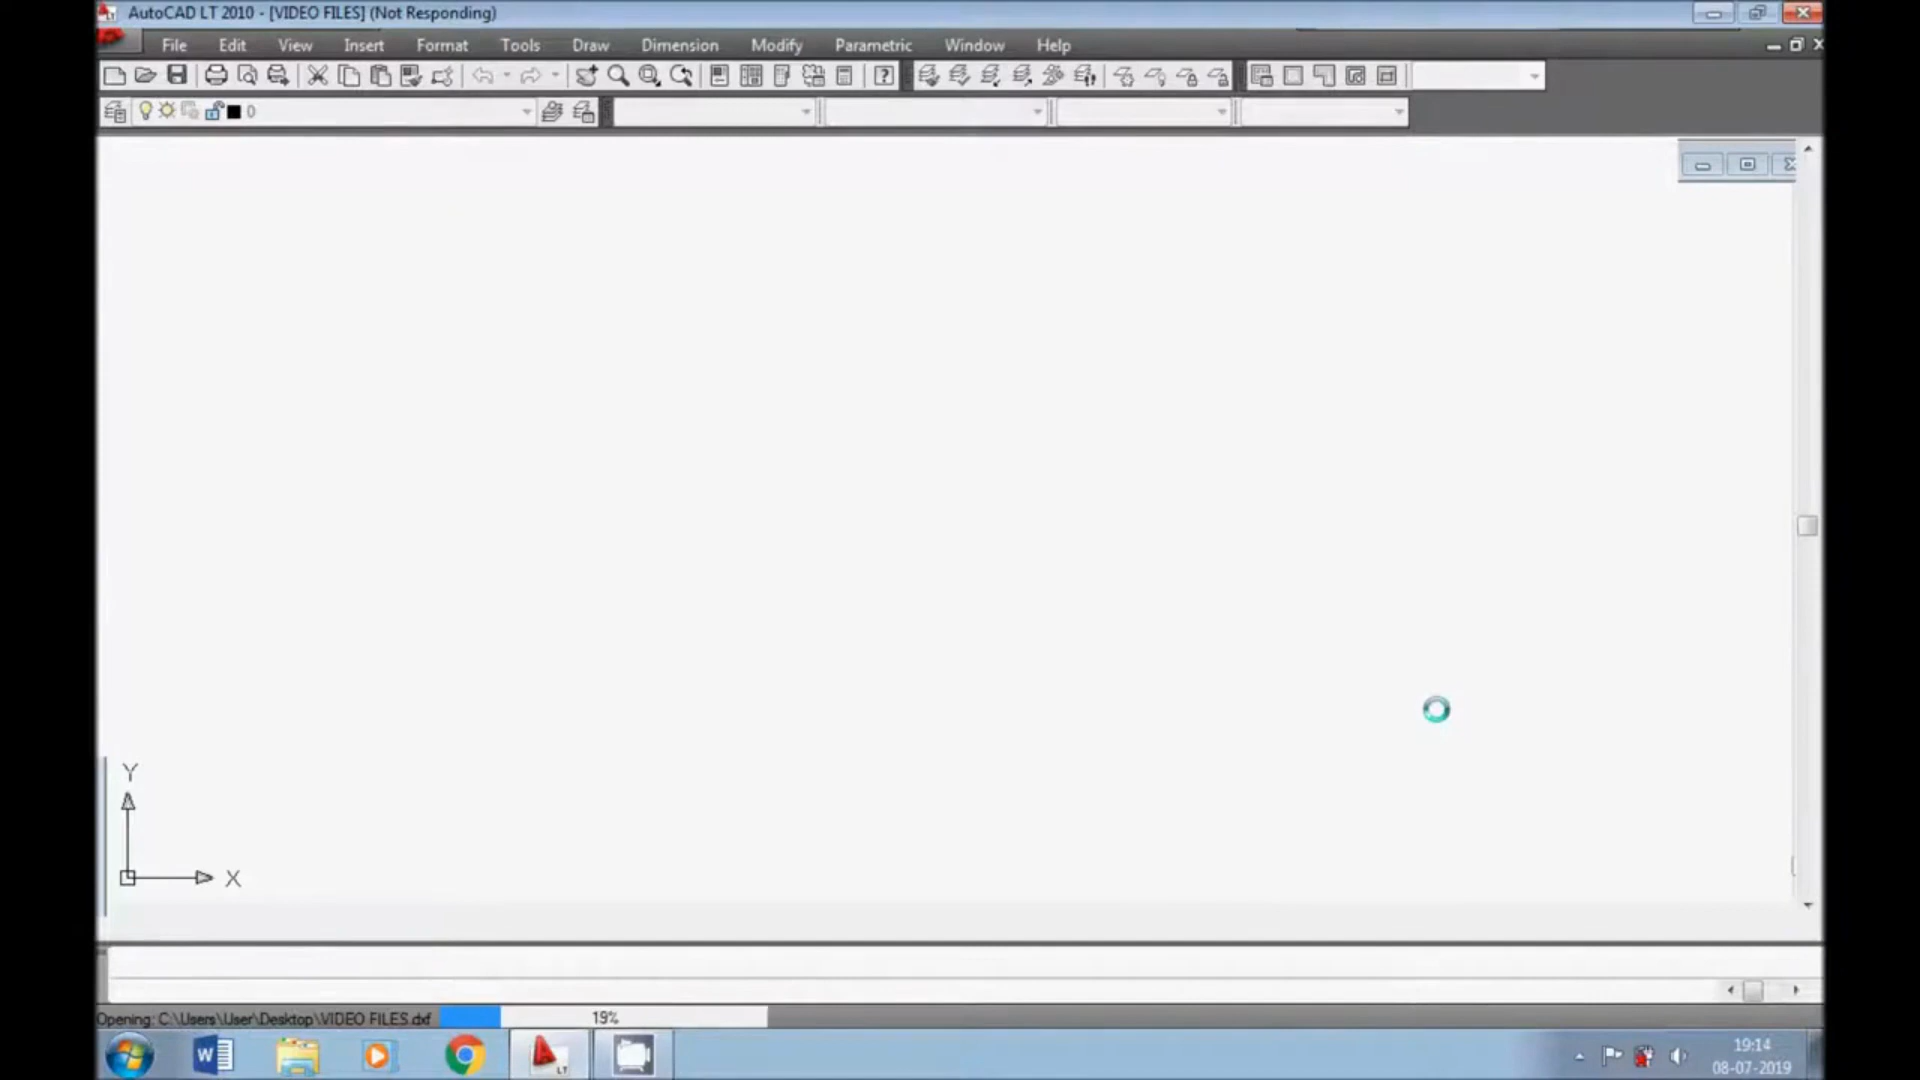 AutoCAD LT 2010 - [VIDEO FILES] (Not Responding)
File Edit View Insert Format Tools Draw Dimension Modify Parametric Window Help
0
Y
X
Opening: C:\Users\User\Desktop\VIDEO FILES.dxf 19%
LT
19:14
08-07-2019